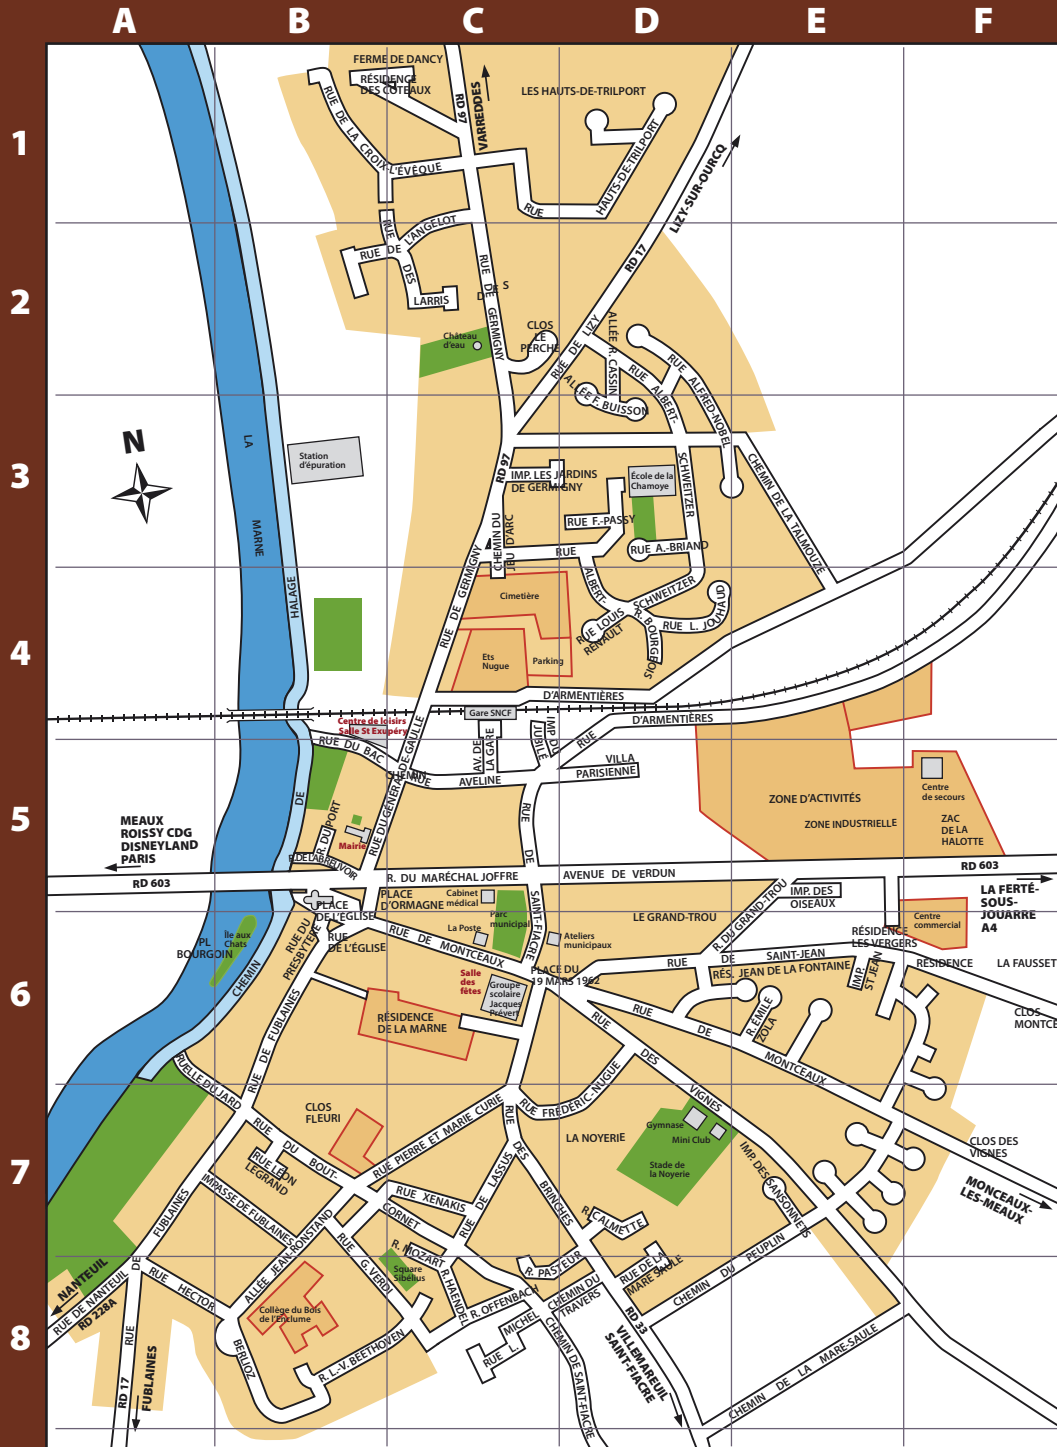 A B C D E F
1
2
3
4
5
6
7
8
N
FERME DE DANCY
RÉSIDENCE
DES COTEAUX
RD 97
VARREDDES
LES HAUTS-DE-TRILPORT
RUE DE LA CROIX-L'ÉVÊQUE
RUE
HAUTS-DE-TRILPORT
LIZY-SUR-OURCQ
RD 17
RUE DE L'ANGELOT
RUE
DES
LARRIS
D E S
RUE DE GERMIGNY
Château
d'eau
CLOS
LE
PERCHE
RUE DE LIZY
ALLÉE R. CASSIN
ALLÉE F. BUISSON
RUE ALBERT-
SCHWEITZER
RUE ALFRED-NOBEL
LA
MARNE
Station
d'épuration
RD 97
IMP. LES JARDINS
DE GERMIGNY
École de la
Chamoye
CHEMIN DE LA TALMOUZE
CHEMIN DU
JEU D'ARC
RUE F.-PASSY
RUE A.-BRIAND
RUE
ALBERT-
SCHWEITZER
HALAGE
RUE DE GERMIGNY
Cimetière
RUE LOUIS
RENAULT
R. BOURGEOIS
RUE L. JOUHAUD
Ets
Nugue
Parking
D'ARMENTIÈRES
Gare SNCF
D'ARMENTIÈRES
RUE
Centre de loisirs
Salle St Exupéry
RUE DU BAC
CHEMIN
RUE
AVELINE
AV. DE
LA GARE
IMP. DU
JUBILÉ
VILLA
PARISIENNE
RUE DU GÉNÉRAL-DE-GAULLE
ZONE D'ACTIVITÉS
ZONE INDUSTRIELLE
Centre
de secours
ZAC
DE LA
HALOTTE
MEAUX
ROISSY CDG
DISNEYLAND
PARIS
RD 603
DE
R. DU PORT
Mairie
R. DE L'ABREUVOIR
RUE
DE
SAINT-FIACRE
R. DU MARÉCHAL JOFFRE
AVENUE DE VERDUN
RD 603
LA FERTÉ-
SOUS-
JOUARRE
A4
PLACE
D'ORMAGNE
Cabinet
médical
PLACE
DE L'ÉGLISE
RUE
DE L'ÉGLISE
RUE DE MONTCEAUX
La Poste
Parc
municipal
Ateliers
municipaux
LE GRAND-TROU
R. DU GRAND-TROU
IMP. DES
OISEAUX
Centre
commercial
RÉSIDENCE
LES VERGERS
Île aux
Chats
PL
BOURGOIN
CHEMIN
RUE DU
PRESBYTÈRE
Salle
des
fêtes
Groupe
scolaire
Jacques
Prévert
PLACE DU
19 MARS 1962
RUE
DE
SAINT-JEAN
RÉS. JEAN DE LA FONTAINE
IMP.
ST JEAN
RÉSIDENCE
LA FAUSSET
CLOS
MONTCE
RÉSIDENCE
DE LA MARNE
RUE DE FUBLAINES
RUE
DES
VIGNES
RUE
DE
MONTCEAUX
R. ÉMILE
ZOLA
RUELLE DU JARD
CLOS
FLEURI
RUE
DU
BOUT-
CORNET
RUE LÉON
LEGRAND
RUE PIERRE ET MARIE CURIE
RUE FRÉDÉRIC-NUGUE
LA NOYERIE
Gymnase
Mini Club
Stade de
la Noyerie
CLOS DES
VIGNES
MONCEAUX-
LES-MEAUX
IMP. DES SANSONNETS
RUE
DES
BRINCHES
RUE XENAKIS
RUE DE LASSUS
IMPASSE DE FUBLAINES
FUBLAINES
DE
ALLÉE JEAN-RONSTAND
RUE
G. VERDI
R. MOZART
Square
Sibélius
R. HAENDEL
R. CALMETTE
R. PASTEUR
RUE DE LA
MARE SAULE
CHEMIN DU PEUPLIN
NANTEUIL
RUE DE NANTEUIL
RD 228A
RUE HECTOR
BERLIOZ
Collège du Bois
de l'Enclume
R. L.-V. BEETHOVEN
R. OFFENBACH
RUE L.
MICHEL
CHEMIN DU
TRAVERS
CHEMIN DE SAINT-FIACRE
RD 33
VILLEMAREUIL
SAINT-FIACRE
CHEMIN DE LA MARE-SAULE
RUE
RD 17
FUBLAINES